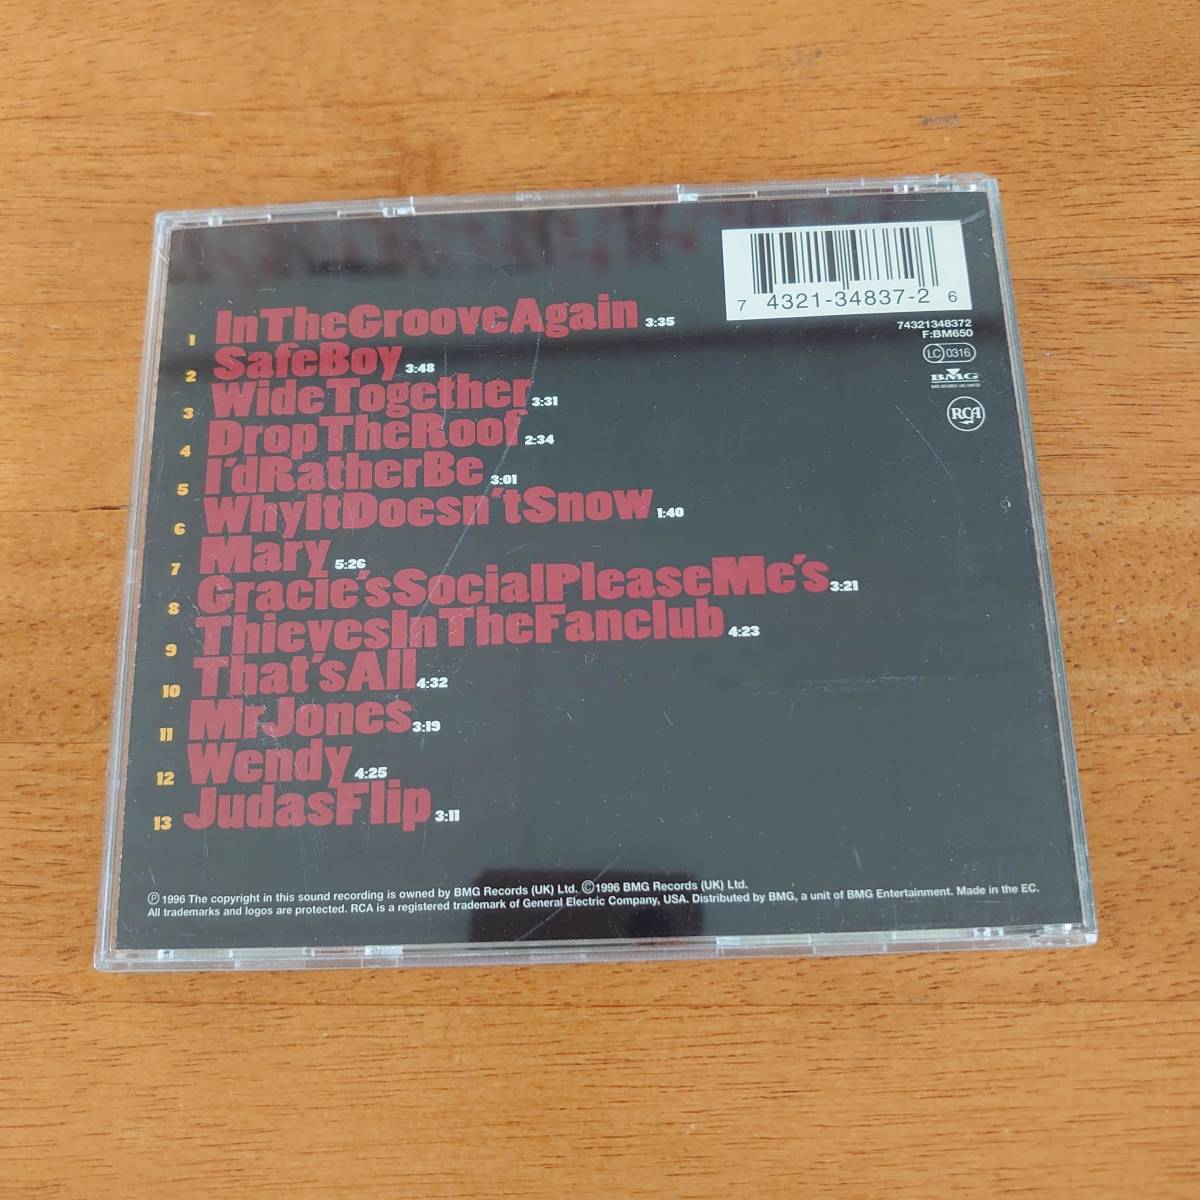 7 4321-34837-2 6
74321348372
F:BM650
LC 0316
BMG
RCA
1 InTheGrooveAgain 3:35
2 SafeBoy 3:48
3 WideTogether 3:31
4 DropTheRoof 2:34
5 I'dRatherBe 3:01
6 WhyItDoesn'tSnow 1:40
7 Mary 5:26
8 Gracie'sSocialPleaseMe's 3:21
9 ThievesInTheFanclub 4:23
10 That'sAll 4:32
11 MrJones 3:19
12 Wendy 4:25
13 JudasFlip 3:11
Ⓟ 1996 The copyright in this sound recording is owned by BMG Records (UK) Ltd. ©1996 BMG Records (UK) Ltd.
All trademarks and logos are protected. RCA is a registered trademark of General Electric Company, USA. Distributed by BMG, a unit of BMG Entertainment. Made in the EC.